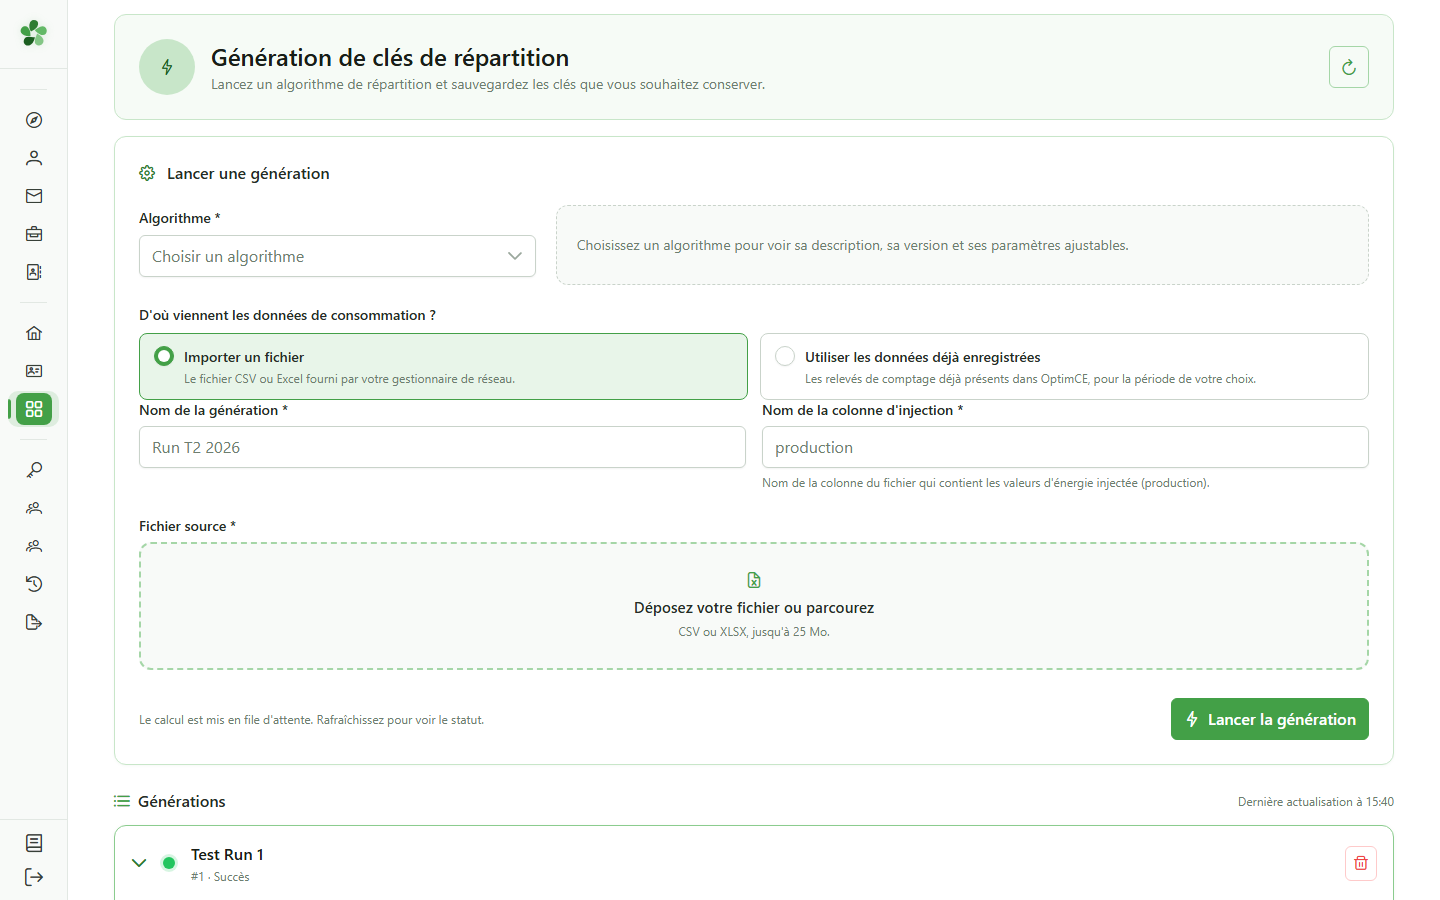 Génération de clés de répartition
Lancez un algorithme de répartition et sauvegardez les clés que vous souhaitez conserver.
Lancer une génération
Algorithme *
Choisir un algorithme
Choisissez un algorithme pour voir sa description, sa version et ses paramètres ajustables.
D'où viennent les données de consommation ?
Importer un fichier
Le fichier CSV ou Excel fourni par votre gestionnaire de réseau.
Utiliser les données déjà enregistrées
Les relevés de comptage déjà présents dans OptimCE, pour la période de votre choix.
Nom de la génération *
Run T2 2026
Nom de la colonne d'injection *
production
Nom de la colonne du fichier qui contient les valeurs d'énergie injectée (production).
Fichier source *
Déposez votre fichier ou parcourez
CSV ou XLSX, jusqu'à 25 Mo.
Le calcul est mis en file d'attente. Rafraîchissez pour voir le statut.
Lancer la génération
Générations
Dernière actualisation à 15:40
Test Run 1
#1 · Succès